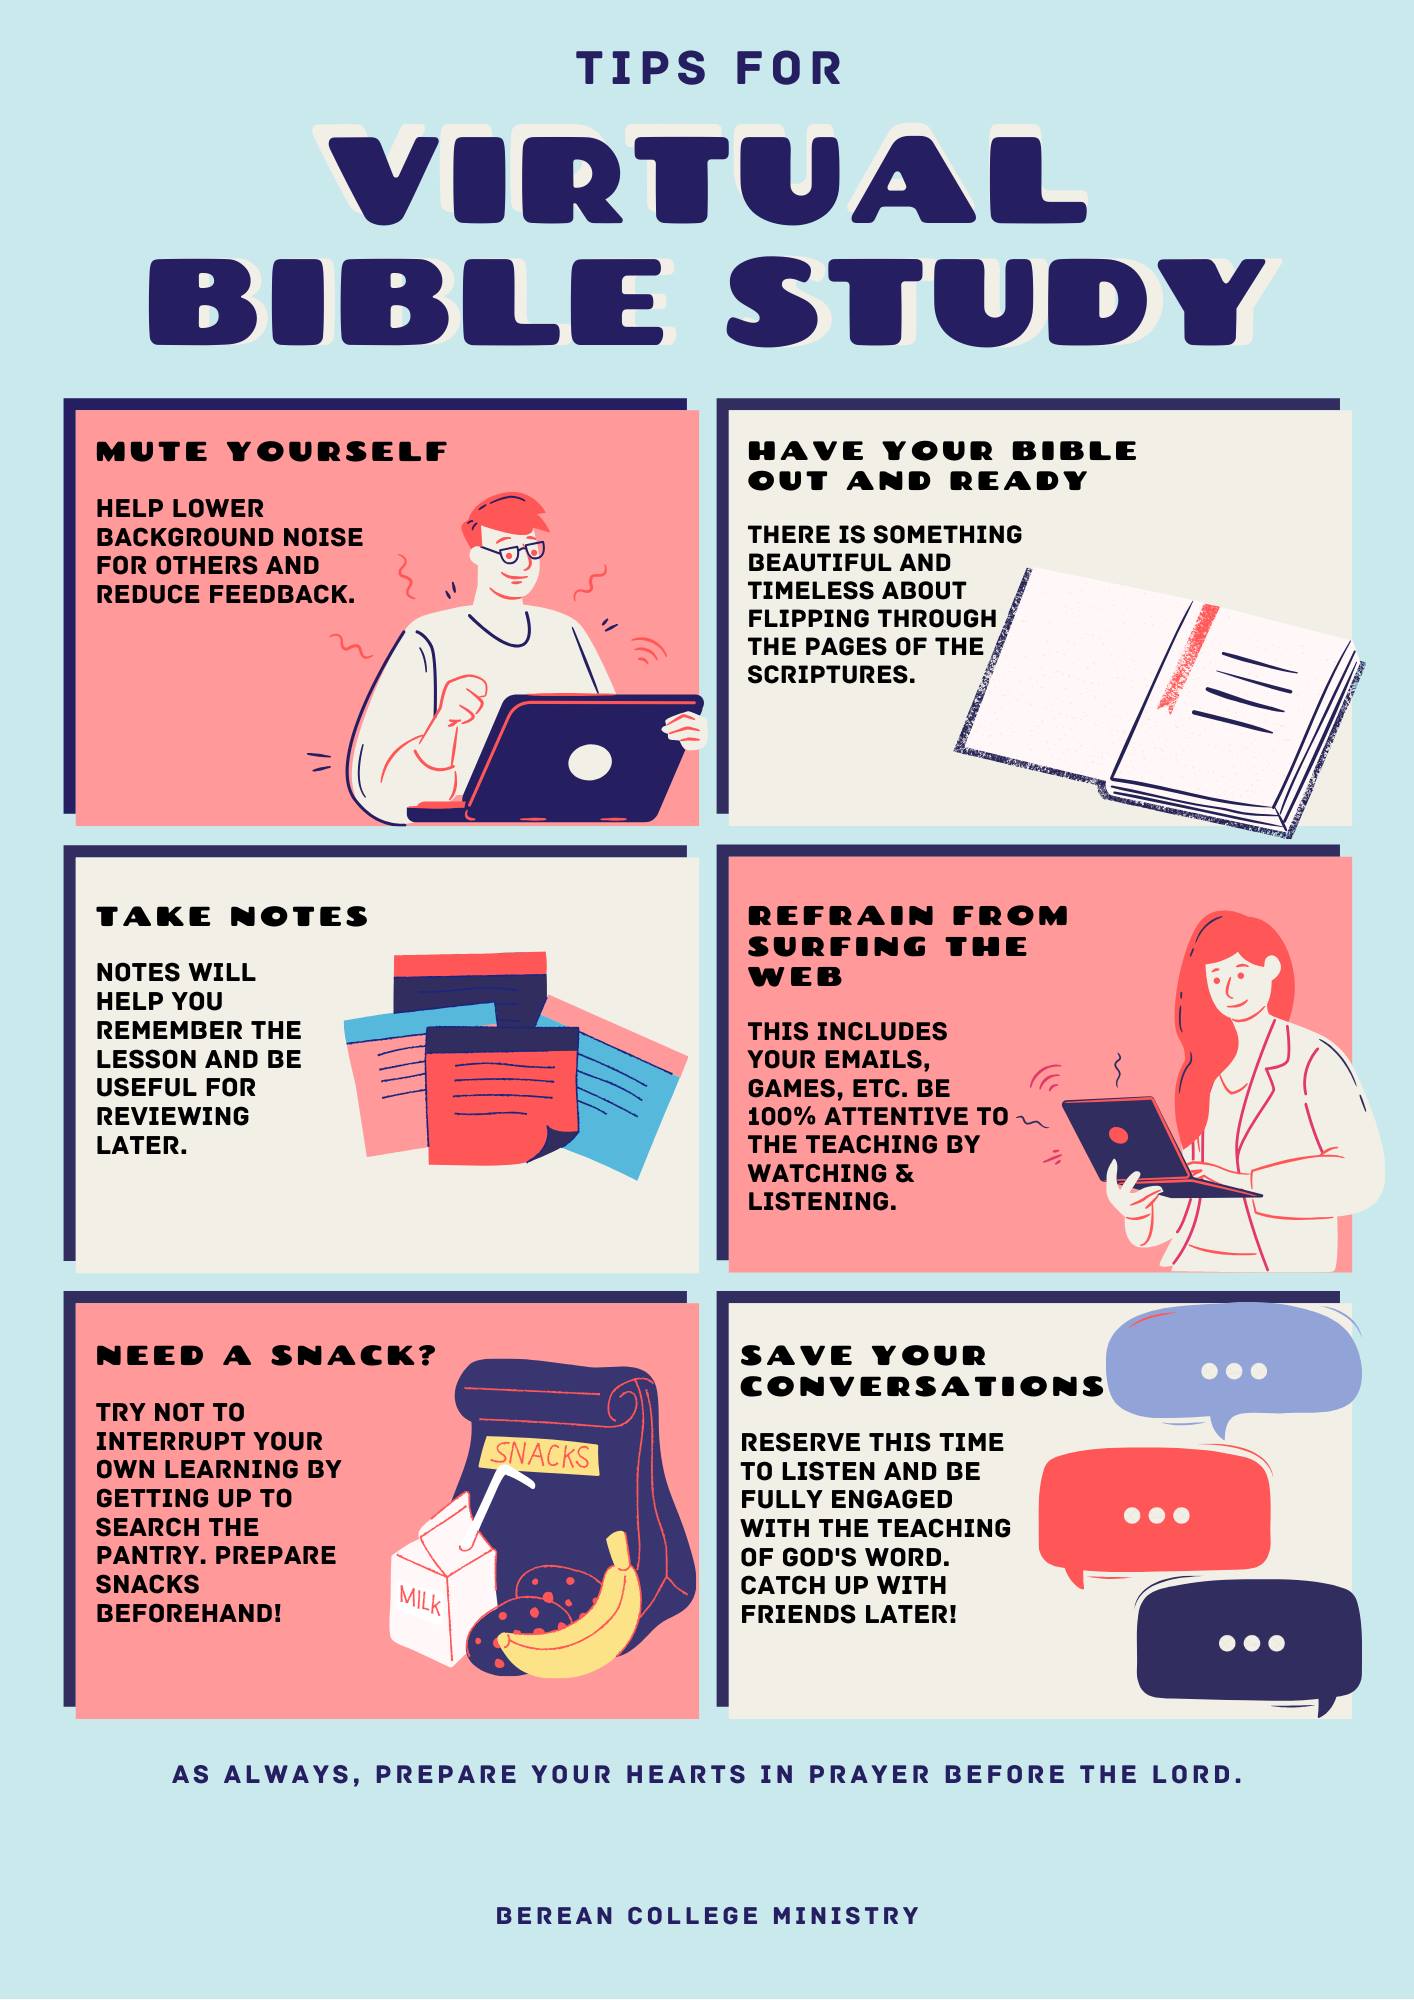 TIPS FOR
VIRTUAL
BIBLE STUDY
MUTE YOURSELF
HELP LOWER
BACKGROUND NOISE
FOR OTHERS AND
REDUCE FEEDBACK.
HAVE YOUR BIBLE
OUT AND READY
THERE IS SOMETHING
BEAUTIFUL AND
TIMELESS ABOUT
FLIPPING THROUGH
THE PAGES OF THE
SCRIPTURES.
TAKE NOTES
NOTES WILL
HELP YOU
REMEMBER THE
LESSON AND BE
USEFUL FOR
REVIEWING
LATER.
REFRAIN FROM
SURFING THE
WEB
THIS INCLUDES
YOUR EMAILS,
GAMES, ETC. BE
100% ATTENTIVE TO
THE TEACHING BY
WATCHING &
LISTENING.
NEED A SNACK?
TRY NOT TO
INTERRUPT YOUR
OWN LEARNING BY
GETTING UP TO
SEARCH THE
PANTRY. PREPARE
SNACKS
BEFOREHAND!
SNACKS
MILK
SAVE YOUR
CONVERSATIONS
RESERVE THIS TIME
TO LISTEN AND BE
FULLY ENGAGED
WITH THE TEACHING
OF GOD'S WORD.
CATCH UP WITH
FRIENDS LATER!
AS ALWAYS, PREPARE YOUR HEARTS IN PRAYER BEFORE THE LORD.
BEREAN COLLEGE MINISTRY